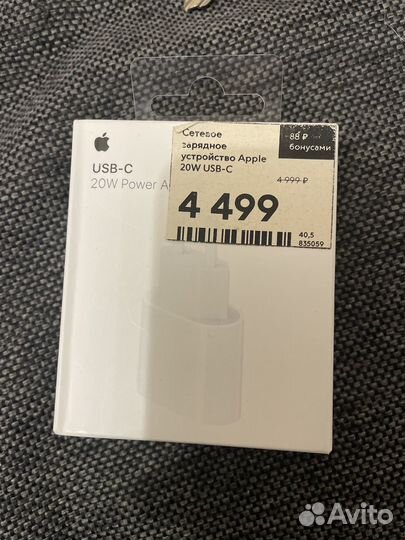 USB-C
20W Power A
Сетевое
зарядное
устройство Apple
20W USB-C
88 ₽
бонусами
4 999 ₽
4 499
40,5
835059
Avito